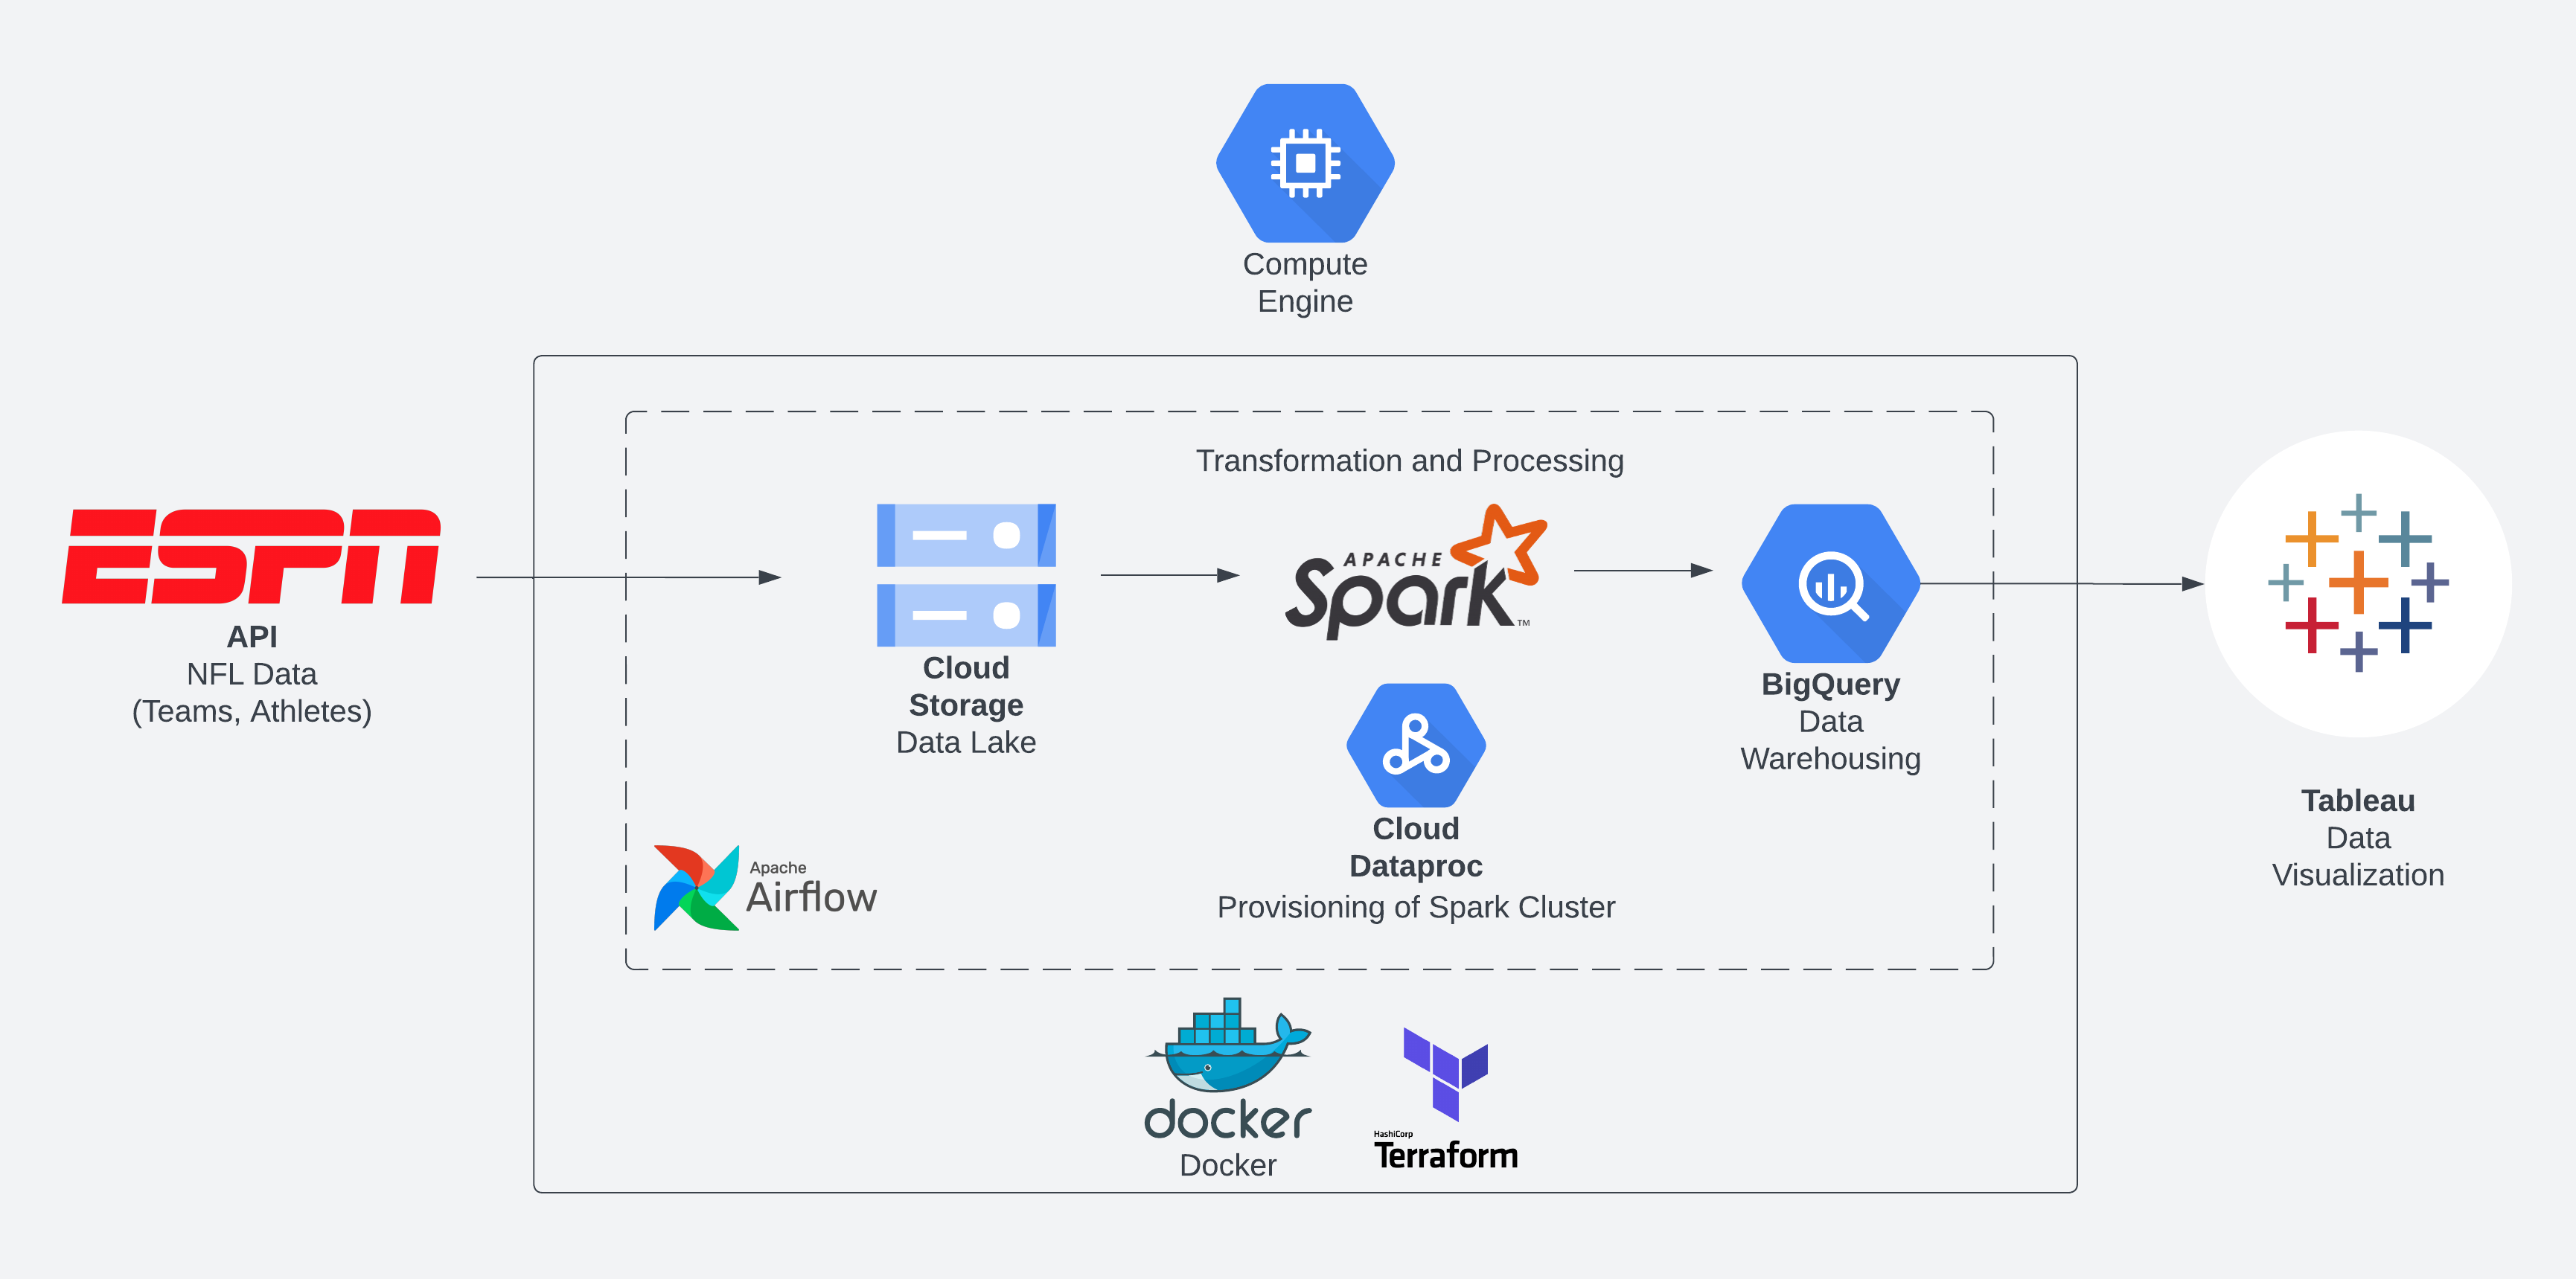 Compute
Engine
Transformation and Processing
ESPN
API
NFL Data
(Teams, Athletes)
Cloud
Storage
Data Lake
APACHE
Spark™
Cloud
Dataproc
Provisioning of Spark Cluster
BigQuery
Data
Warehousing
Tableau
Data
Visualization
Apache
Airflow
docker
Docker
HashiCorp
Terraform